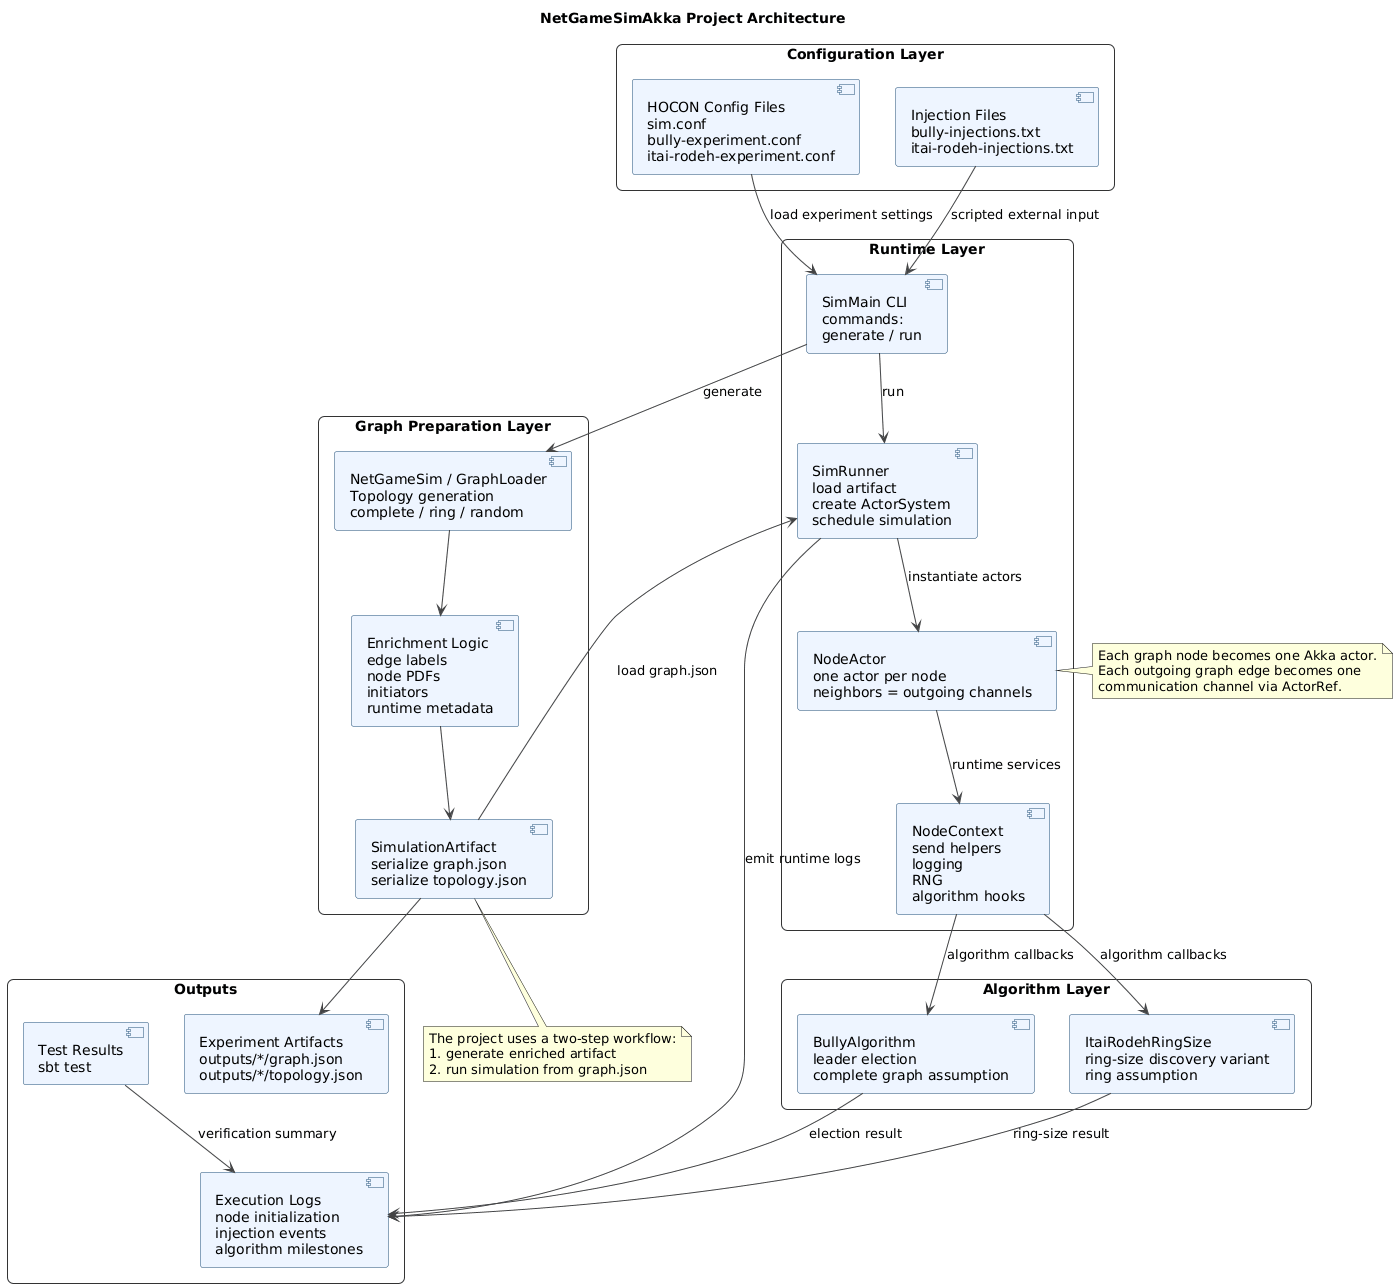 NetGameSimAkka Project Architecture
Configuration Layer
HOCON Config Files
sim.conf
bully-experiment.conf
itai-rodeh-experiment.conf
Injection Files
bully-injections.txt
itai-rodeh-injections.txt
load experiment settings
scripted external input
Runtime Layer
SimMain CLI
commands:
generate / run
generate
run
Graph Preparation Layer
NetGameSim / GraphLoader
Topology generation
complete / ring / random
SimRunner
load artifact
create ActorSystem
schedule simulation
instantiate actors
Enrichment Logic
edge labels
node PDFs
initiators
runtime metadata
load graph.json
NodeActor
one actor per node
neighbors = outgoing channels
Each graph node becomes one Akka actor.
Each outgoing graph edge becomes one
communication channel via ActorRef.
runtime services
SimulationArtifact
serialize graph.json
serialize topology.json
emit runtime logs
NodeContext
send helpers
logging
RNG
algorithm hooks
algorithm callbacks
algorithm callbacks
Outputs
Test Results
sbt test
Experiment Artifacts
outputs/*/graph.json
outputs/*/topology.json
The project uses a two-step workflow:
1. generate enriched artifact
2. run simulation from graph.json
Algorithm Layer
BullyAlgorithm
leader election
complete graph assumption
ItaiRodehRingSize
ring-size discovery variant
ring assumption
verification summary
election result
ring-size result
Execution Logs
node initialization
injection events
algorithm milestones